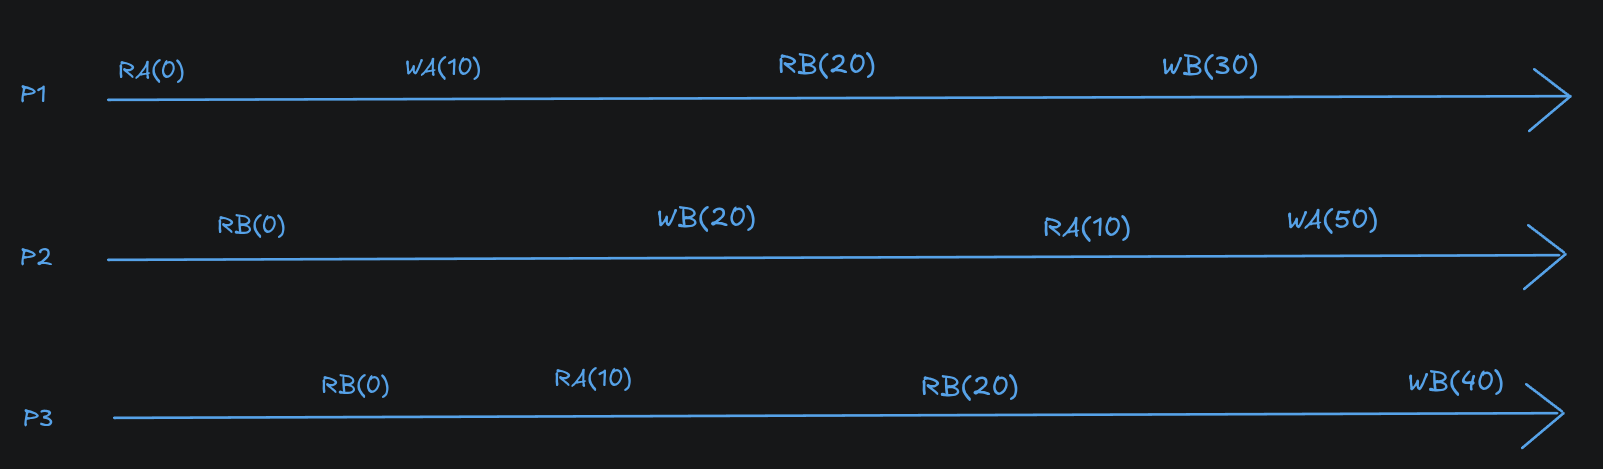 P1 RA(0) WA(10) RB(20) WB(30)
P2 RB(0) WB(20) RA(10) WA(50)
P3 RB(0) RA(10) RB(20) WB(40)